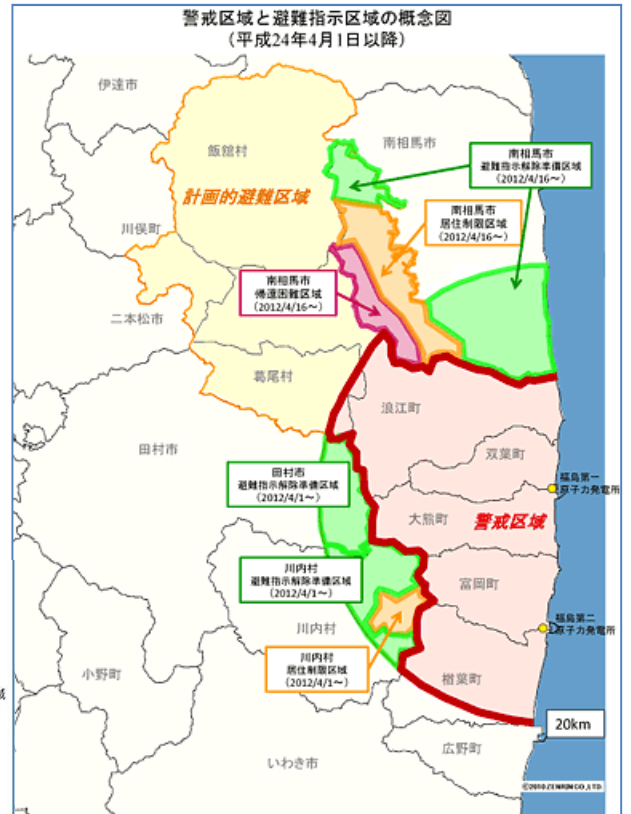 警戒区域と避難指示区域の概念図
（平成24年4月1日以降）
伊達市
飯舘村
南相馬市
南相馬市
避難指示解除準備区域
（2012/4/16～）
計画的避難区域
南相馬市
居住制限区域
（2012/4/16～）
川俣町
南相馬市
帰還困難区域
（2012/4/16～）
二本松市
葛尾村
浪江町
田村市
双葉町
田村市
避難指示解除準備区域
（2012/4/1～）
福島第一
原子力発電所
大熊町
警戒区域
川内村
避難指示解除準備区域
（2012/4/1～）
富岡町
川内村
福島第二
原子力発電所
川内村
居住制限区域
（2012/4/1～）
小野町
楢葉町
域
20km
広野町
いわき市
©2010 ZENRIN CO.,LTD.